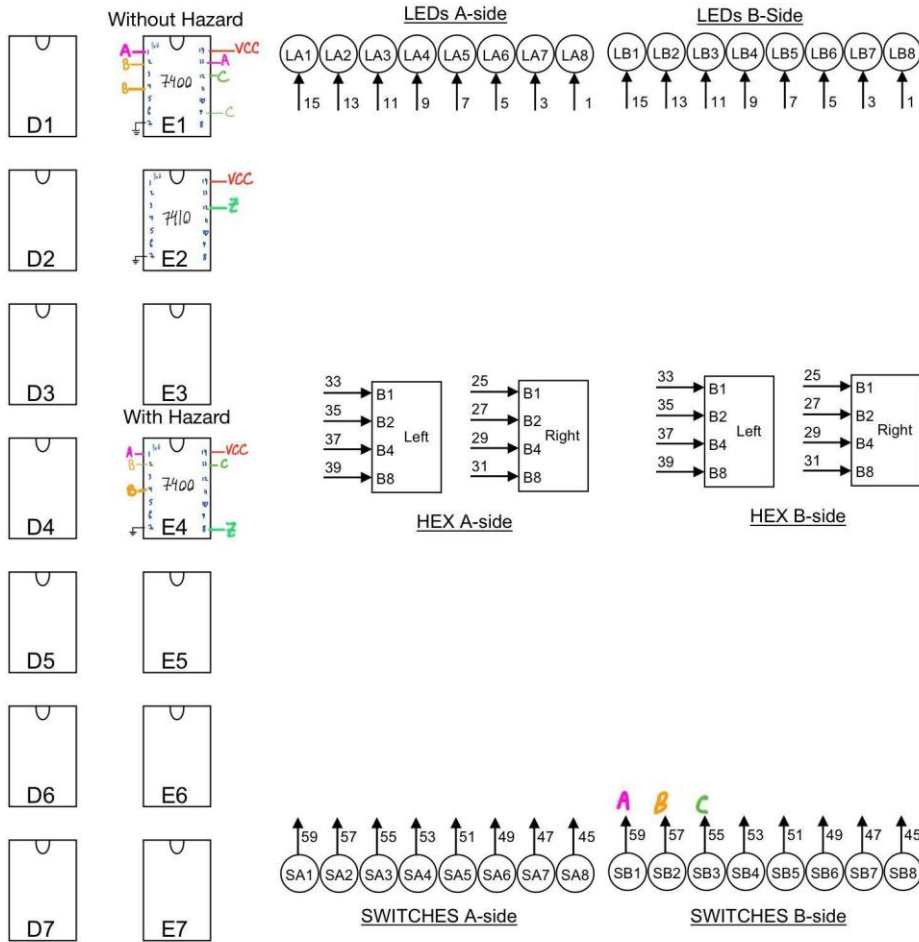 Without Hazard
LEDs A-side
LEDs B-Side
A
B
B
7400
VCC
A
C
C
D1
E1
LA1 LA2 LA3 LA4 LA5 LA6 LA7 LA8
15 13 11 9 7 5 3 1
LB1 LB2 LB3 LB4 LB5 LB6 LB7 LB8
15 13 11 9 7 5 3 1
7410
VCC
Z
D2
E2
D3
E3
33 B1
35 B2
37 B4
39 B8
Left
25 B1
27 B2
29 B4
31 B8
Right
HEX A-side
33 B1
35 B2
37 B4
39 B8
Left
25 B1
27 B2
29 B4
31 B8
Right
HEX B-side
With Hazard
A
B
B
7400
VCC
C
Z
D4
E4
D5
E5
D6
E6
D7
E7
59 57 55 53 51 49 47 45
SA1 SA2 SA3 SA4 SA5 SA6 SA7 SA8
SWITCHES A-side
A B C
59 57 55 53 51 49 47 45
SB1 SB2 SB3 SB4 SB5 SB6 SB7 SB8
SWITCHES B-side